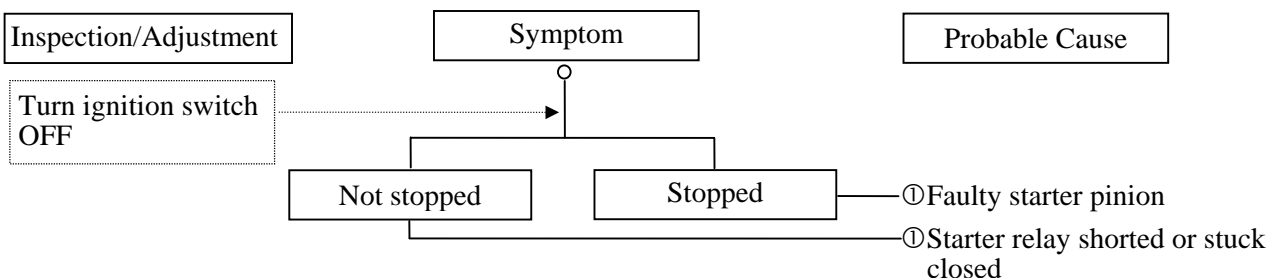 Inspection/Adjustment
Symptom
Probable Cause
Turn ignition switch
OFF
Not stopped
Stopped
①Faulty starter pinion
①Starter relay shorted or stuck
closed